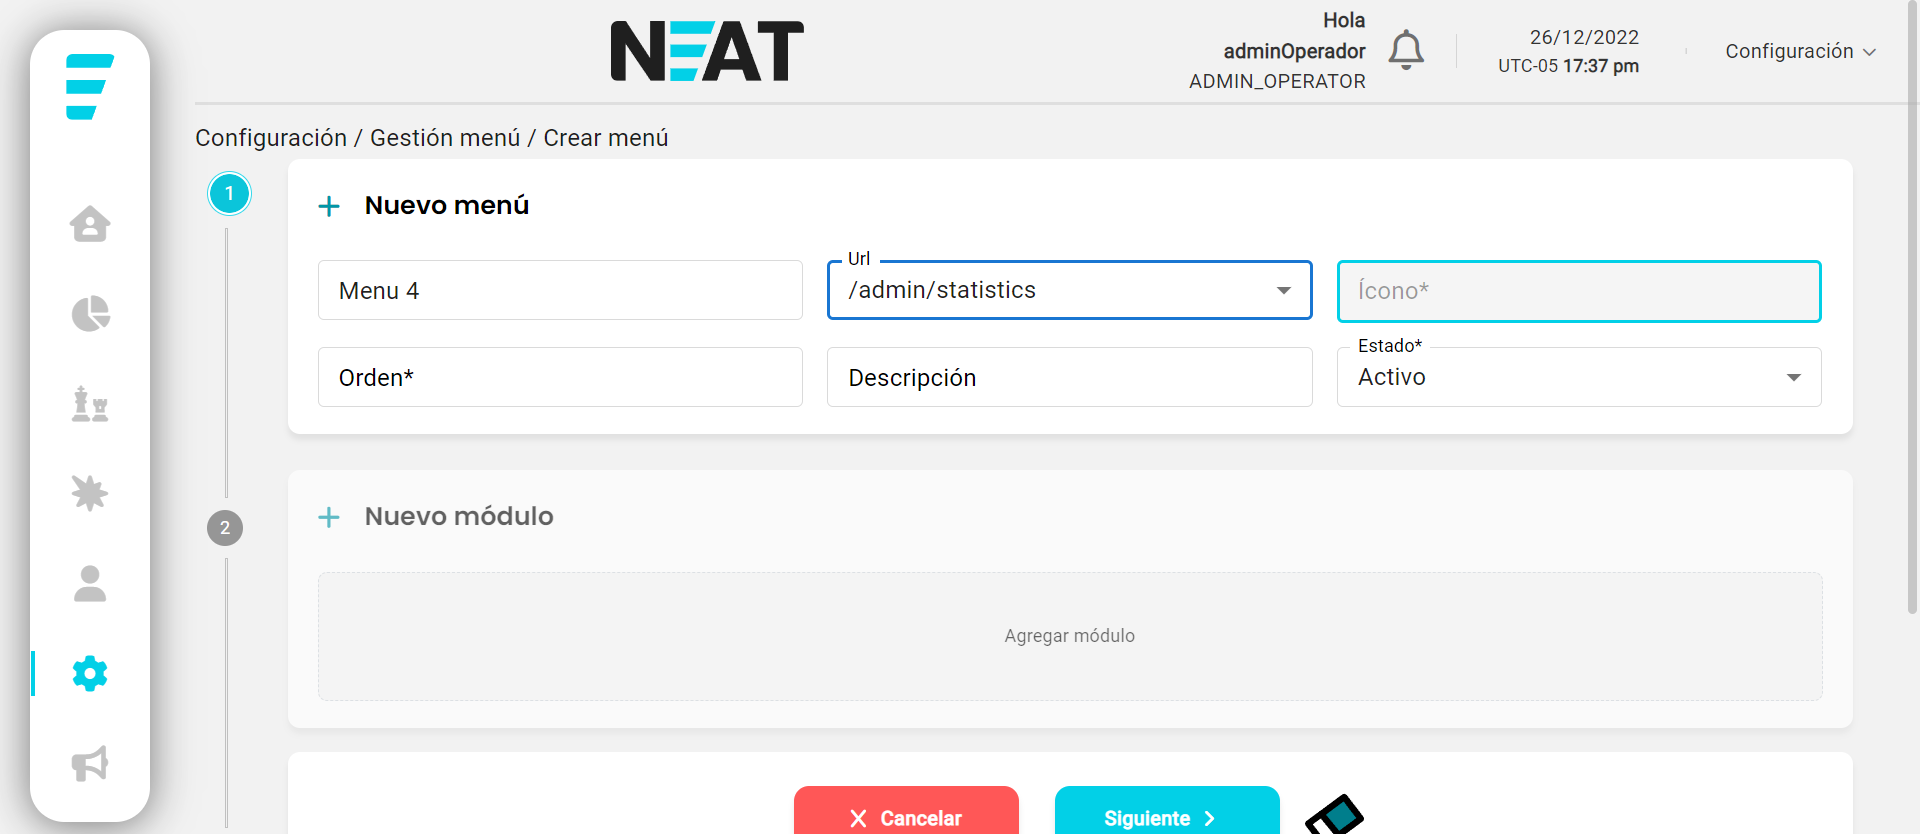 NEAT
Hola
adminOperador
ADMIN_OPERATOR
26/12/2022
UTC-05 17:37 pm
Configuración
Configuración / Gestión menú / Crear menú
1
Nuevo menú
Menu 4
Url
/admin/statistics
Ícono*
Orden*
Descripción
Estado*
Activo
2
Nuevo módulo
Agregar módulo
Cancelar
Siguiente